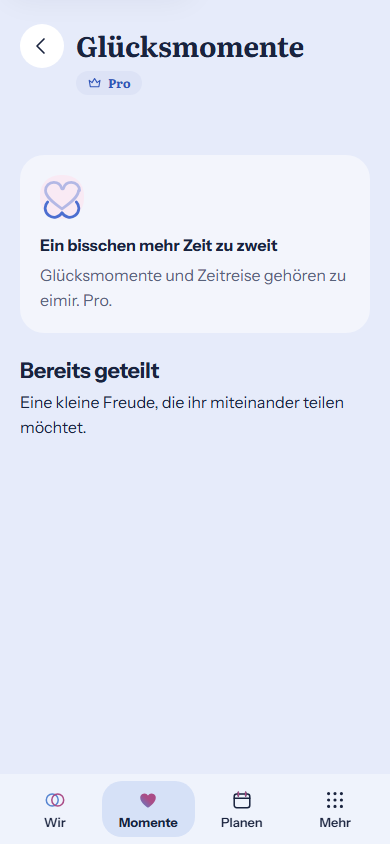 Glücksmomente
Pro
Ein bisschen mehr Zeit zu zweit
Glücksmomente und Zeitreise gehören zu
eimir. Pro.
Bereits geteilt
Eine kleine Freude, die ihr miteinander teilen
möchtet.
Wir
Momente
Planen
Mehr